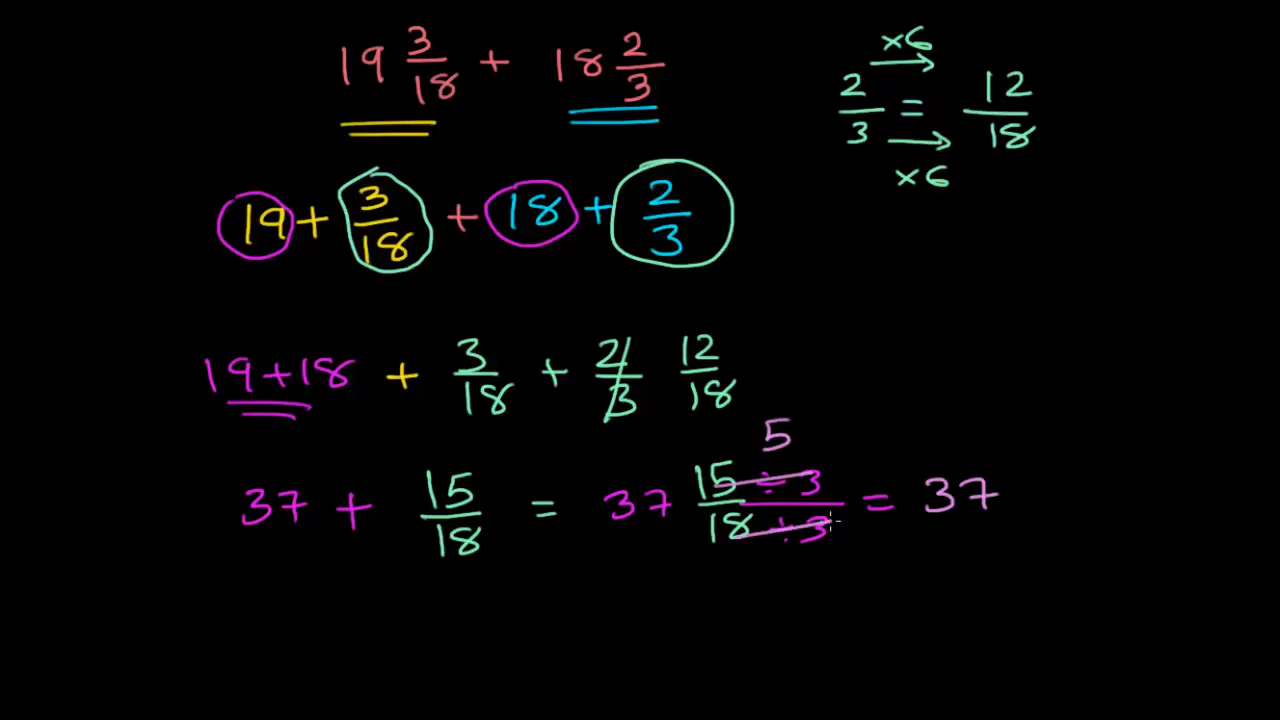 19 3/18 + 18 2/3
×6
2/3 = 12/18
×6
19 + 3/18 + 18 + 2/3
19+18 + 3/18 + 2/3 12/18
5
37 + 15/18 = 37 15÷3/18÷3 = 37